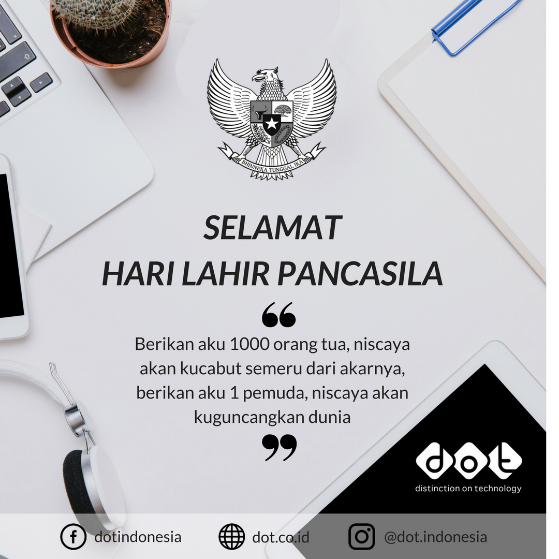 BHINNEKA TUNGGAL IKA
SELAMAT
HARI LAHIR PANCASILA
“
Berikan aku 1000 orang tua, niscaya
akan kucabut semeru dari akarnya,
berikan aku 1 pemuda, niscaya akan
kuguncangkan dunia
”
dot
distinction on technology
dotindonesia
dot.co.id
@dot.indonesia